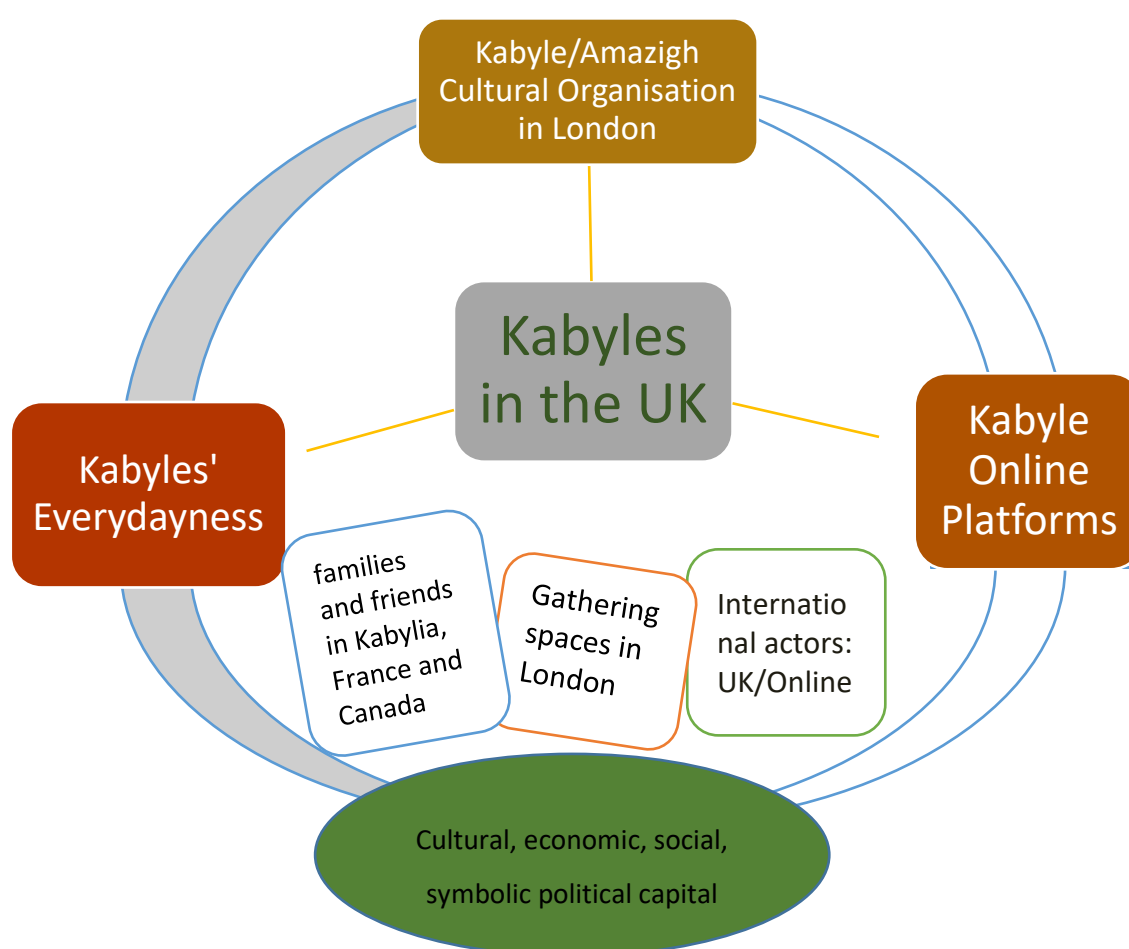 Kabyle/Amazigh
Cultural Organisation
in London
Kabyles
in the UK
Kabyles'
Everydayness
Kabyle
Online
Platforms
families
and friends
in Kabylia,
France and
Canada
Gathering
spaces in
London
Internatio
nal actors:
UK/Online
Cultural, economic, social,
symbolic political capital